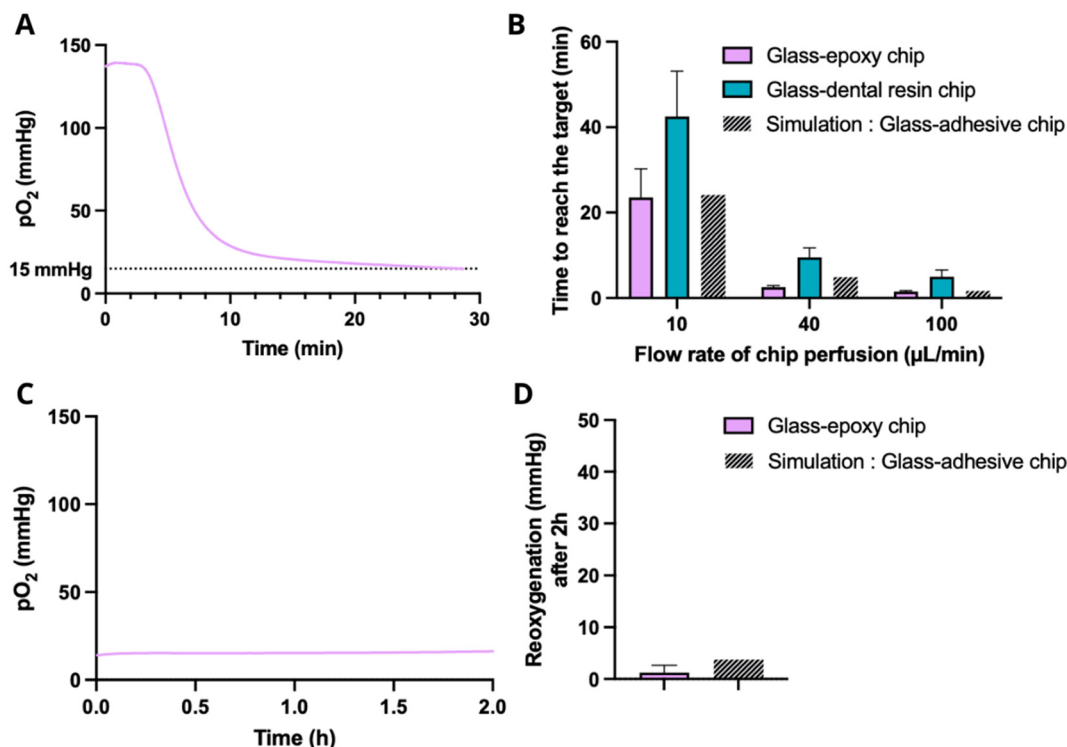 A
150
100
50
15 mmHg
0
pO2 (mmHg)
0 10 20 30
Time (min)
B
60
40
20
0
Time to reach the target (min)
Glass-epoxy chip
Glass-dental resin chip
Simulation : Glass-adhesive chip
10 40 100
Flow rate of chip perfusion (µL/min)
C
150
100
50
0
pO2 (mmHg)
0.0 0.5 1.0 1.5 2.0
Time (h)
D
50
40
30
20
10
0
Reoxygenation (mmHg)
after 2h
Glass-epoxy chip
Simulation : Glass-adhesive chip